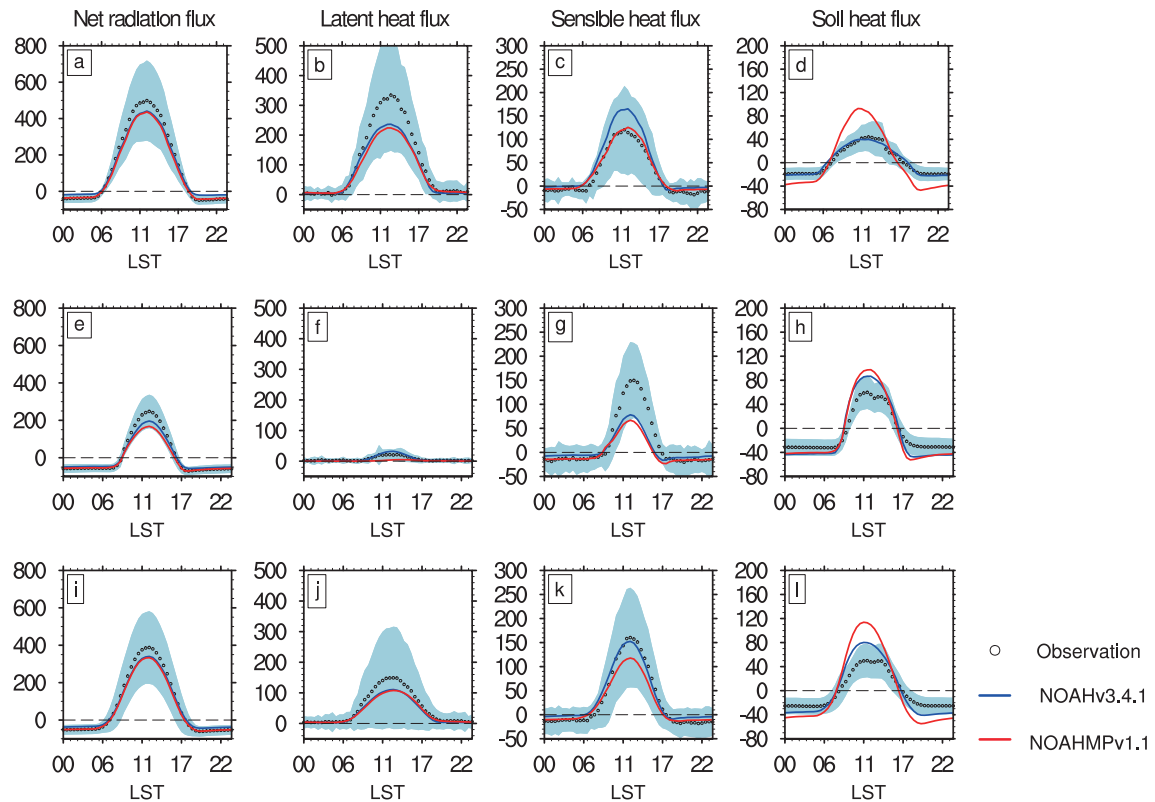 Net radiation flux Latent heat flux Sensible heat flux Soil heat flux
a b c d
800 600 400 200 0
500 400 300 200 100 0
300 250 200 150 100 50 0 -50
200 160 120 80 40 0 -40 -80
00 06 11 17 22 00 06 11 17 22 00 06 11 17 22 00 06 11 17 22
LST LST LST LST
e f g h
800 600 400 200 0
500 400 300 200 100 0
300 250 200 150 100 50 0 -50
200 160 120 80 40 0 -40 -80
00 06 11 17 22 00 06 11 17 22 00 06 11 17 22 00 06 11 17 22
LST LST LST LST
i j k l
800 600 400 200 0
500 400 300 200 100 0
300 250 200 150 100 50 0 -50
200 160 120 80 40 0 -40 -80
00 06 11 17 22 00 06 11 17 22 00 06 11 17 22 00 06 11 17 22
LST LST LST LST
Observation
NOAHv3.4.1
NOAHMPv1.1